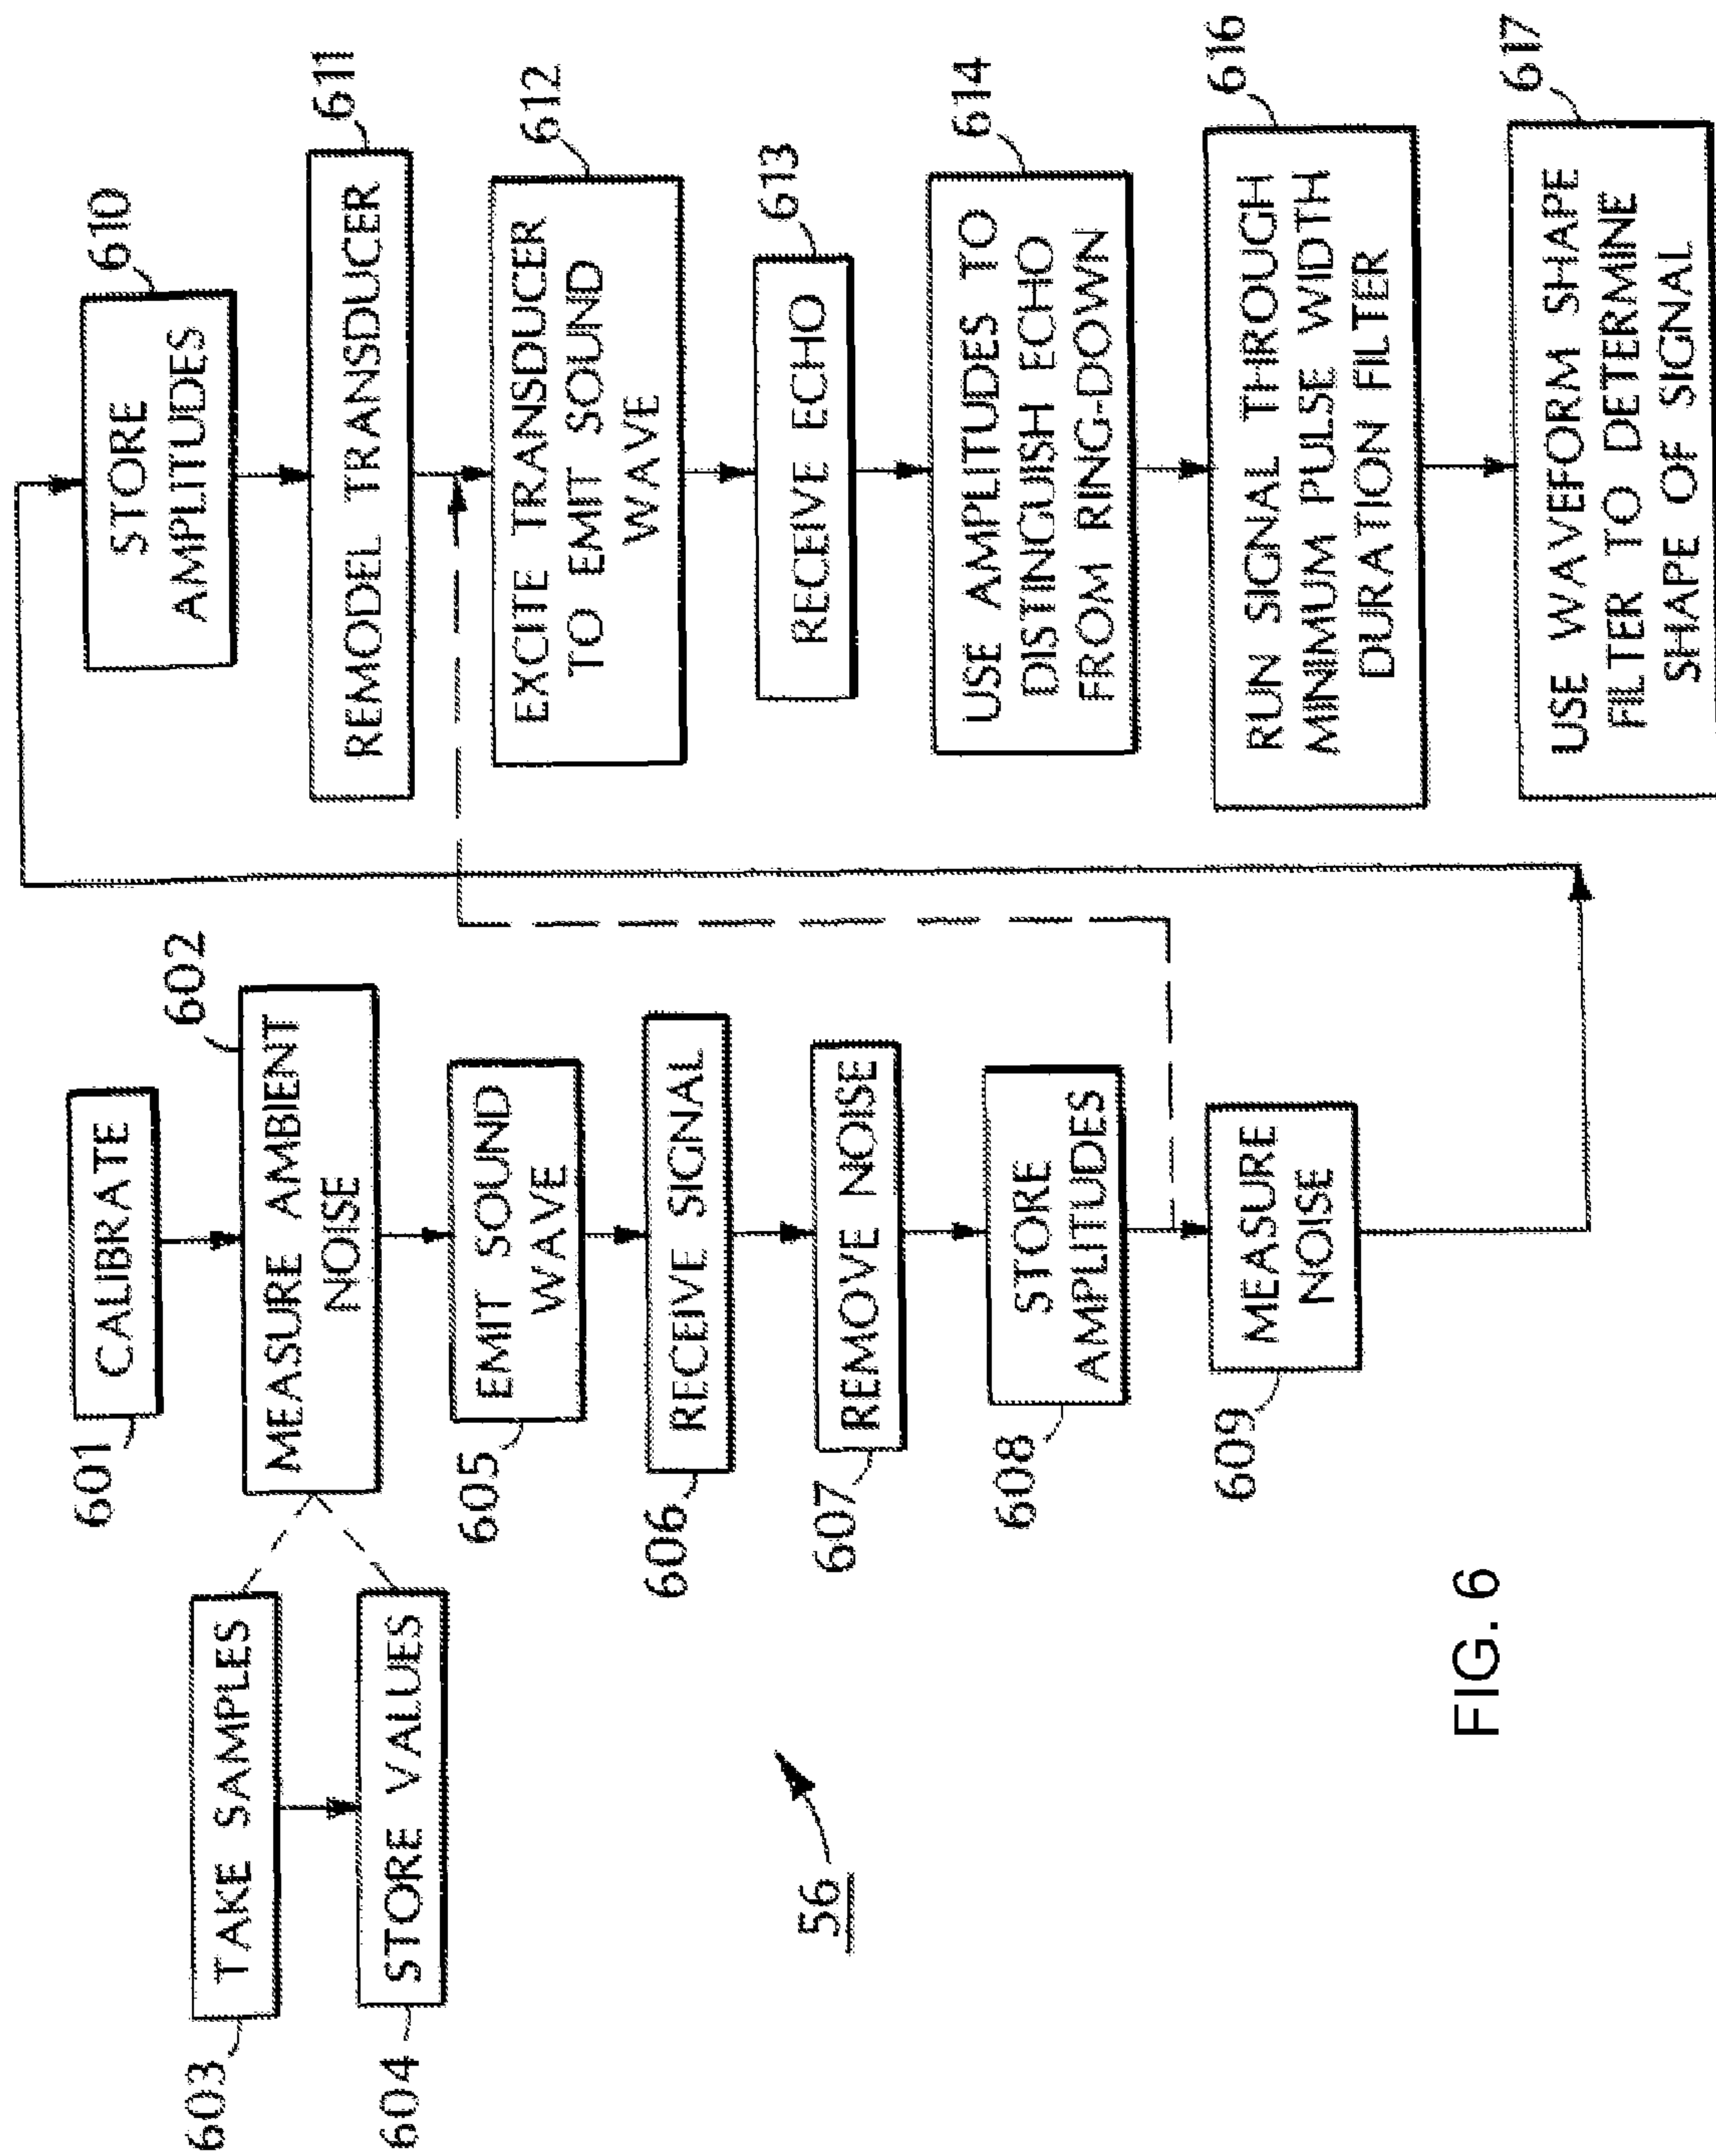 601
CALIBRATE
602
MEASURE AMBIENT
NOISE
603
TAKE SAMPLES
604
STORE VALUES
605
EMIT SOUND
WAVE
606
RECEIVE SIGNAL
607
REMOVE NOISE
608
STORE
AMPLITUDES
609
MEASURE
NOISE
610
STORE
AMPLITUDES
611
REMODEL TRANSDUCER
612
EXCITE TRANSDUCER
TO EMIT SOUND
WAVE
613
RECEIVE ECHO
614
USE AMPLITUDES TO
DISTINGUISH ECHO
FROM RING-DOWN
616
RUN SIGNAL THROUGH
MINIMUM PULSE WIDTH
DURATION FILTER
617
USE WAVEFORM SHAPE
FILTER TO DETERMINE
SHAPE OF SIGNAL
56
FIG. 6